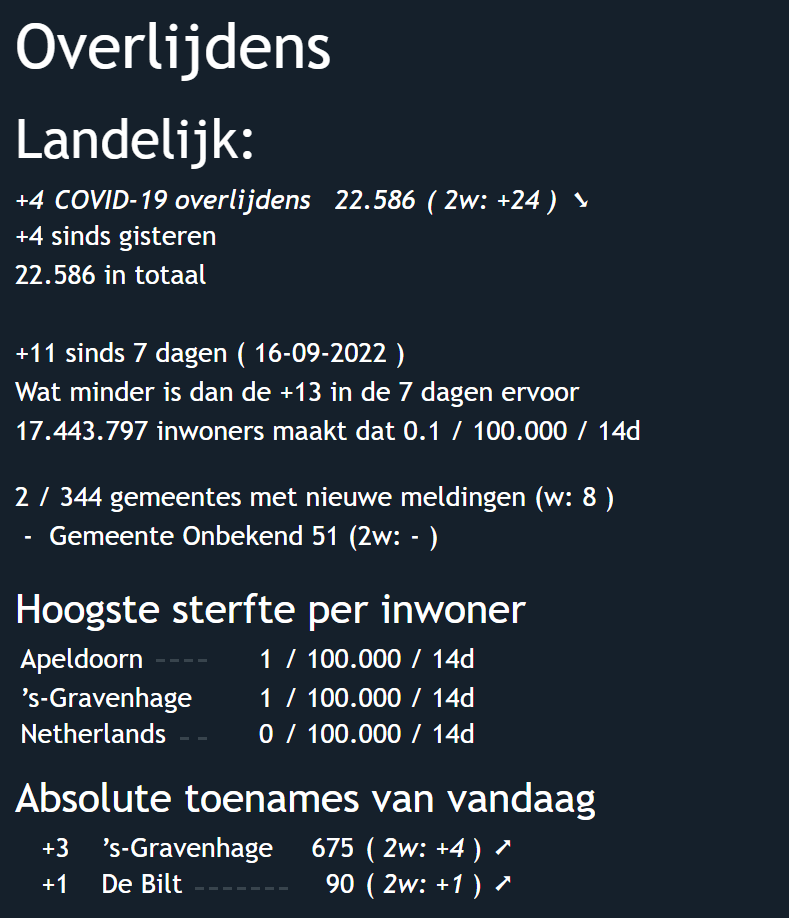 Overlijdens
Landelijk:
+4 COVID-19 overlijdens 22.586 ( 2w: +24 ) ➘
+4 sinds gisteren
22.586 in totaal
+11 sinds 7 dagen ( 16-09-2022 )
Wat minder is dan de +13 in de 7 dagen ervoor
17.443.797 inwoners maakt dat 0.1 / 100.000 / 14d
2 / 344 gemeentes met nieuwe meldingen (w: 8 )
- Gemeente Onbekend 51 (2w: - )
Hoogste sterfte per inwoner
Apeldoorn ---- 1 / 100.000 / 14d
’s-Gravenhage 1 / 100.000 / 14d
Netherlands -- 0 / 100.000 / 14d
Absolute toenames van vandaag
+3 ’s-Gravenhage 675 ( 2w: +4 ) ➚
+1 De Bilt ------- 90 ( 2w: +1 ) ➚